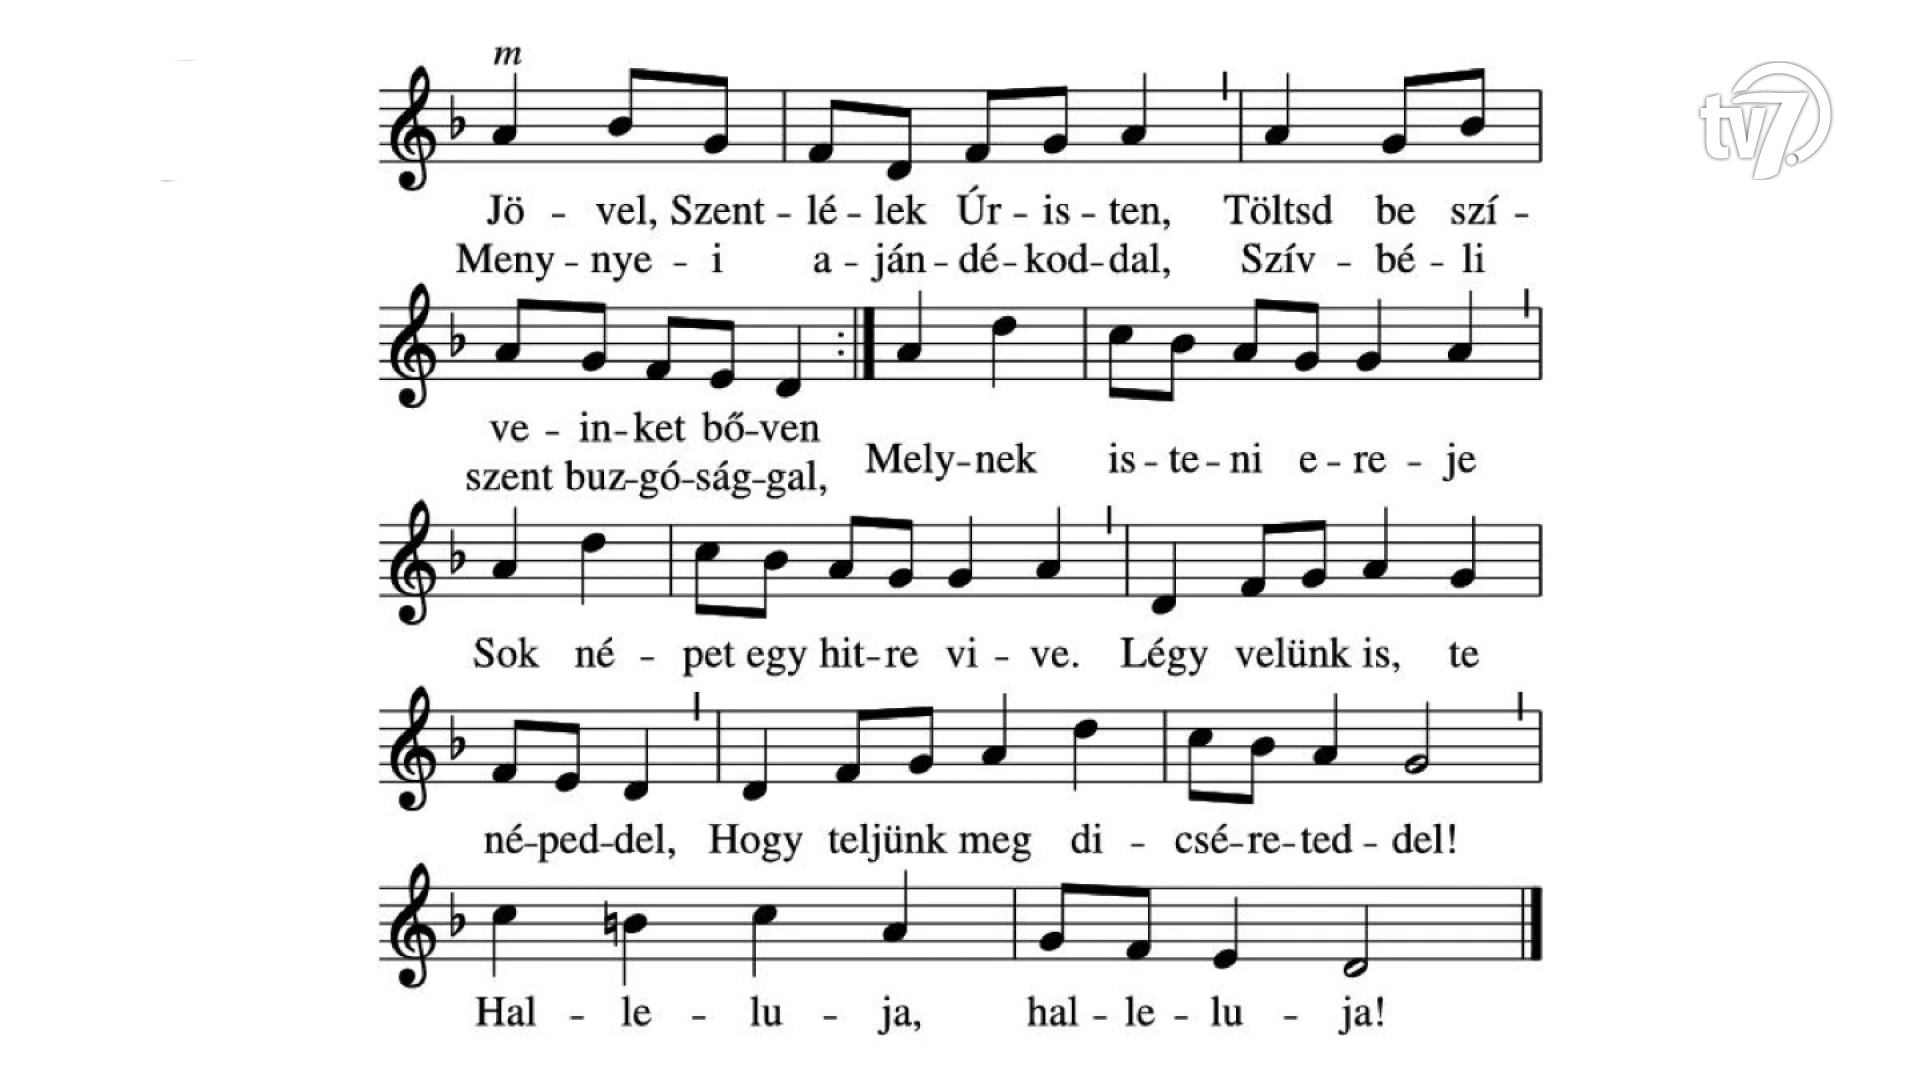 m
tv7.
Jö - vel, Szent - lé - lek Úr - is - ten, Töltsd be szí -
Meny - nye - i a - ján - dé - kod - dal, Szív - bé - li
ve - in - ket bő - ven
szent buz - gó - ság - gal,
Mely - nek is - te - ni e - re - je
Sok né - pet egy hit - re vi - ve. Légy velünk is, te
né - ped - del, Hogy teljünk meg di - csé - re - ted - del!
Hal - le - lu - ja, hal - le - lu - ja!